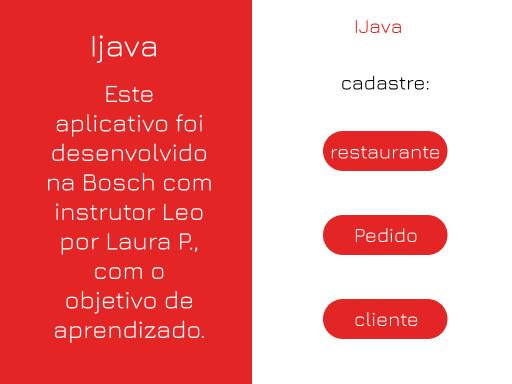 Ijava
Este
aplicativo foi
desenvolvido
na Bosch com
instrutor Leo
por Laura P.,
com o
objetivo de
aprendizado.
IJava
cadastre:
restaurante
Pedido
cliente